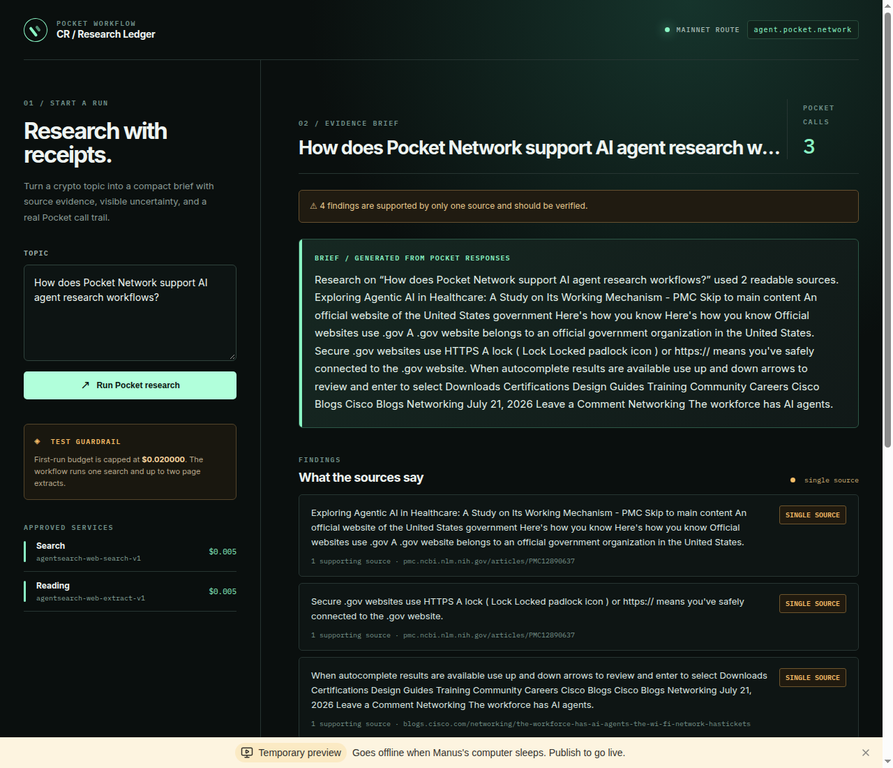 POCKET WORKFLOW
CR / Research Ledger
MAINNET ROUTE
agent.pocket.network
01 / START A RUN
Research with
receipts.
Turn a crypto topic into a compact brief with
source evidence, visible uncertainty, and a
real Pocket call trail.
TOPIC
How does Pocket Network support AI
agent research workflows?
↗ Run Pocket research
◈ TEST GUARDRAIL
First-run budget is capped at $0.020000. The
workflow runs one search and up to two page
extracts.
APPROVED SERVICES
Search
agentsearch-web-search-v1
$0.005
Reading
agentsearch-web-extract-v1
$0.005
02 / EVIDENCE BRIEF
How does Pocket Network support AI agent research w...
POCKET
CALLS
3
⚠ 4 findings are supported by only one source and should be verified.
BRIEF / GENERATED FROM POCKET RESPONSES
Research on “How does Pocket Network support AI agent research workflows?” used 2 readable sources.
Exploring Agentic AI in Healthcare: A Study on Its Working Mechanism - PMC Skip to main content An
official website of the United States government Here's how you know Here's how you know Official
websites use .gov A .gov website belongs to an official government organization in the United States.
Secure .gov websites use HTTPS A lock ( Lock Locked padlock icon ) or https:// means you've safely
connected to the .gov website. When autocomplete results are available use up and down arrows to
review and enter to select Downloads Certifications Design Guides Training Community Careers Cisco
Blogs Cisco Blogs Networking July 21, 2026 Leave a Comment Networking The workforce has AI agents.
FINDINGS
What the sources say
single source
Exploring Agentic AI in Healthcare: A Study on Its Working Mechanism - PMC Skip to main content An
official website of the United States government Here's how you know Here's how you know Official
websites use .gov A .gov website belongs to an official government organization in the United States.
SINGLE SOURCE
1 supporting source · pmc.ncbi.nlm.nih.gov/articles/PMC12890637
Secure .gov websites use HTTPS A lock ( Lock Locked padlock icon ) or https:// means you've safely
connected to the .gov website.
SINGLE SOURCE
1 supporting source · pmc.ncbi.nlm.nih.gov/articles/PMC12890637
When autocomplete results are available use up and down arrows to review and enter to select Downloads
Certifications Design Guides Training Community Careers Cisco Blogs Cisco Blogs Networking July 21,
2026 Leave a Comment Networking The workforce has AI agents.
SINGLE SOURCE
1 supporting source · blogs.cisco.com/networking/the-workforce-has-ai-agents-the-wi-fi-network-hastickets
Temporary preview
Goes offline when Manus's computer sleeps. Publish to go live.